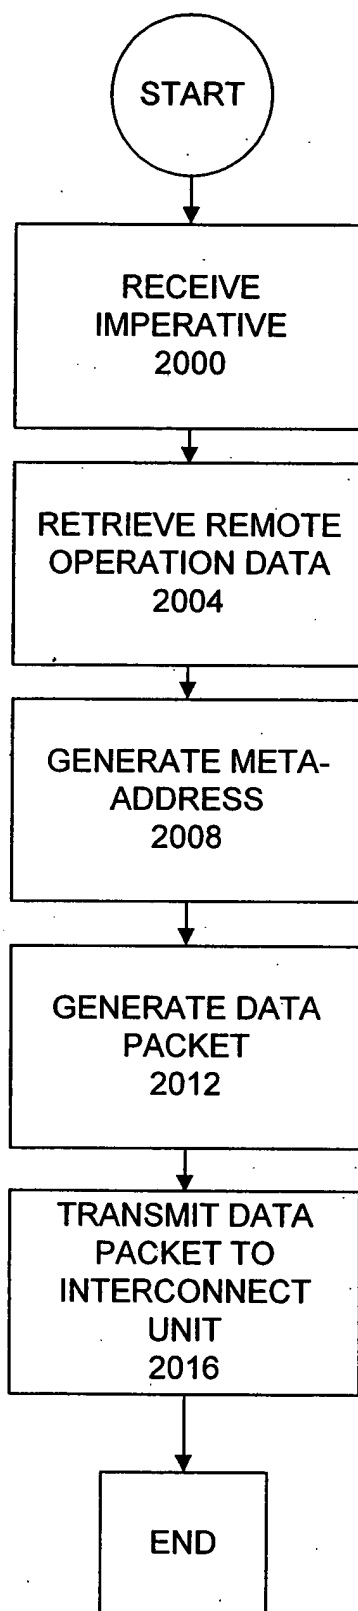 START
RECEIVE
IMPERATIVE
2000
RETRIEVE REMOTE
OPERATION DATA
2004
GENERATE META-
ADDRESS
2008
GENERATE DATA
PACKET
2012
TRANSMIT DATA
PACKET TO
INTERCONNECT
UNIT
2016
END